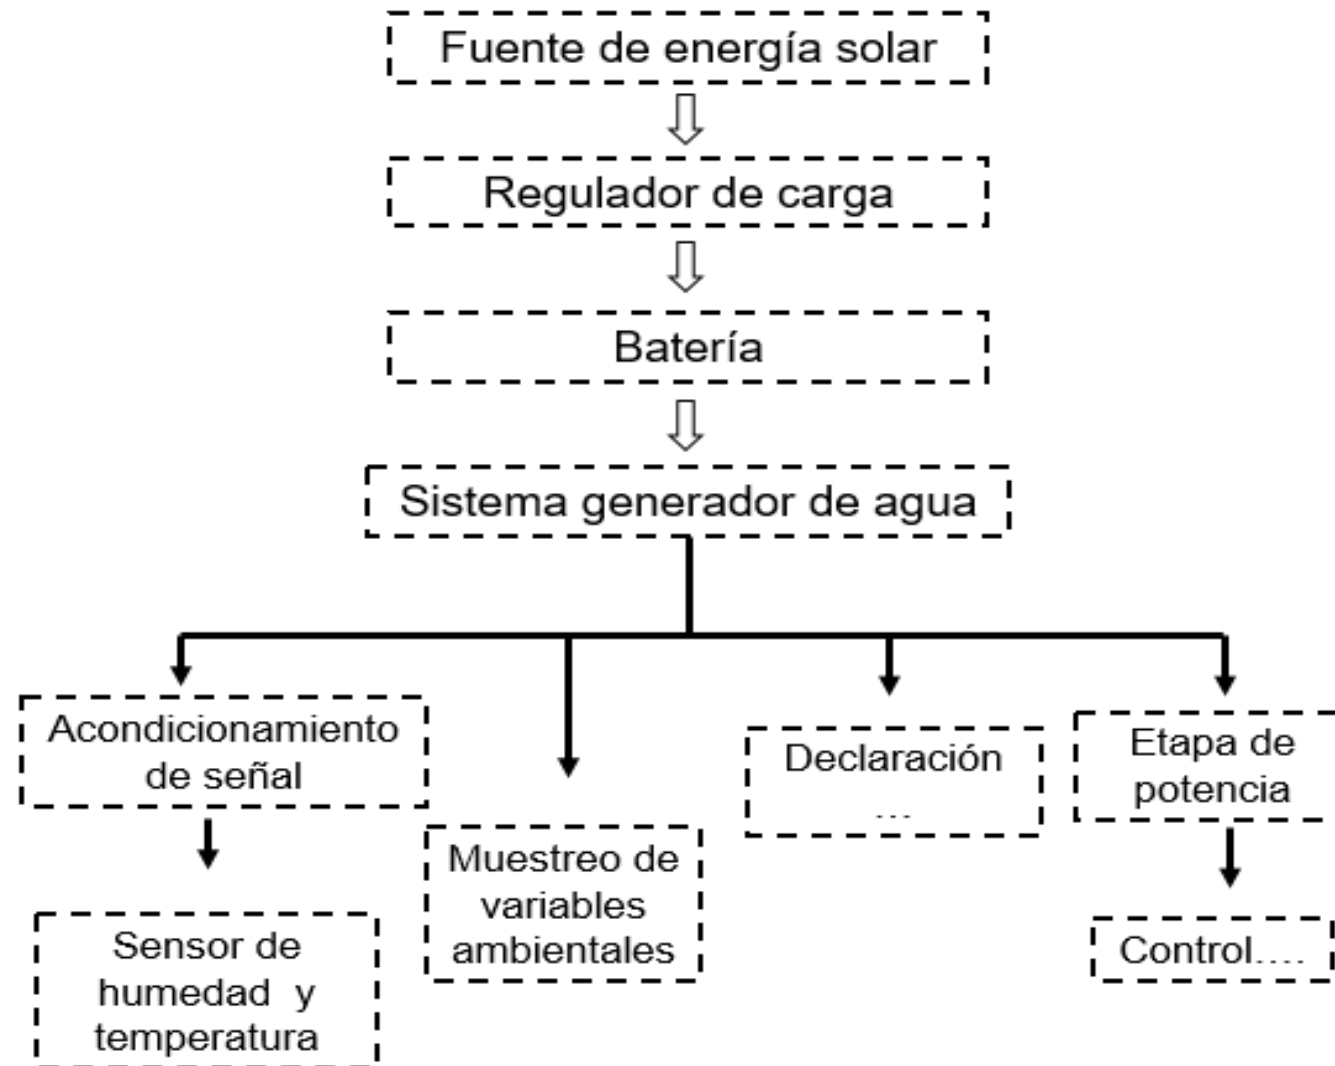 Fuente de energía solar
Regulador de carga
Batería
Sistema generador de agua
Acondicionamiento
de señal
Sensor de
humedad y
temperatura
Muestreo de
variables
ambientales
Declaración
...
Etapa de
potencia
Control....